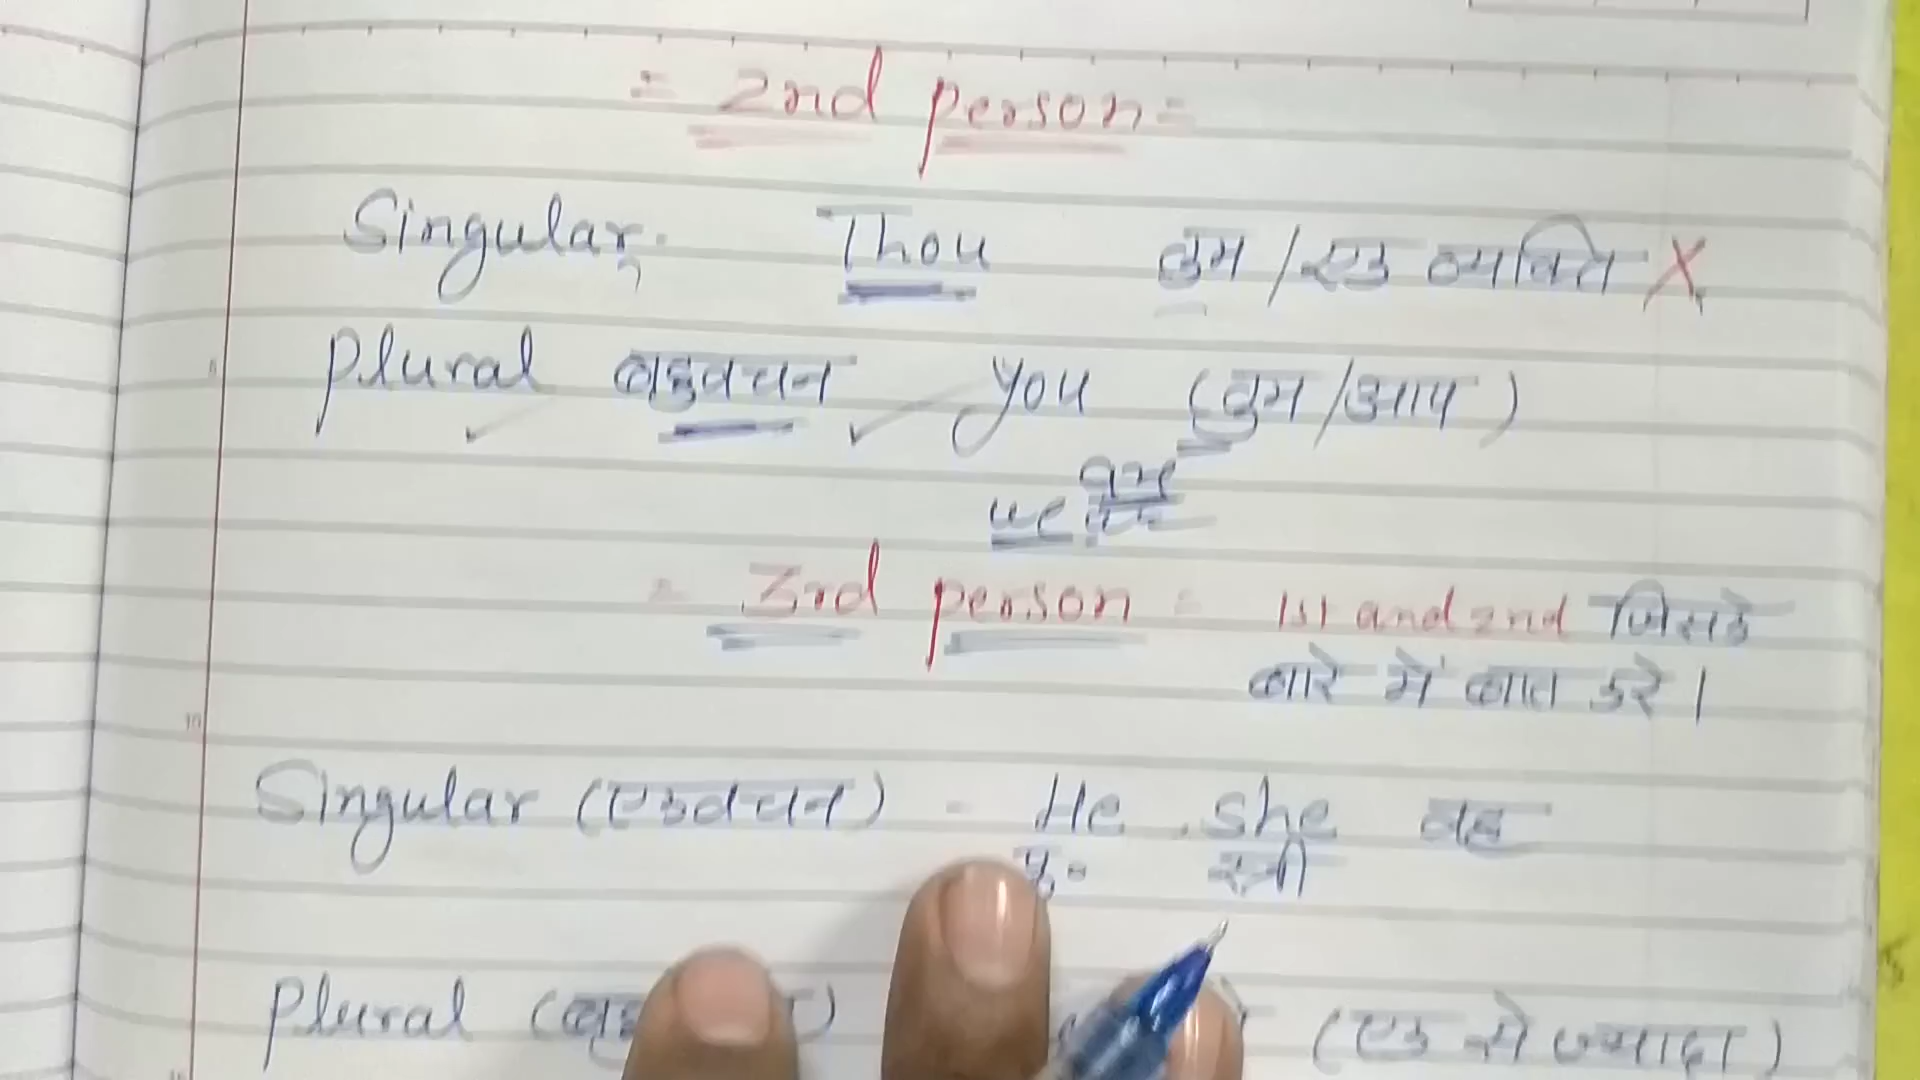 = 2nd person =
Singular, Thou तुम / एक व्यक्ति X
Plural बहुवचन You (तुम / आप)
we
= 3rd person = 1st and 2nd जिसके
बारे में बात करे।
Singular (एकवचन) - He . She वह
पु० स्त्री
Plural (एक से ज्यादा)